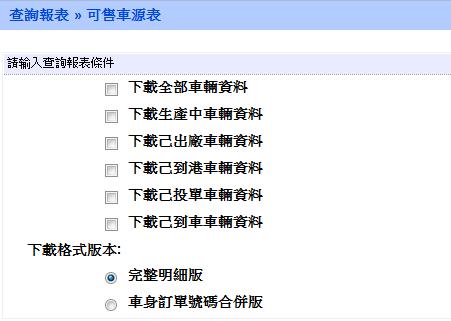 查詢報表 » 可售車源表
請輸入查詢報表條件
下載全部車輛資料
下載生產中車輛資料
下載己出廠車輛資料
下載己到港車輛資料
下載己投單車輛資料
下載己到車車輛資料
下載格式版本:
完整明細版
車身訂單號碼合併版